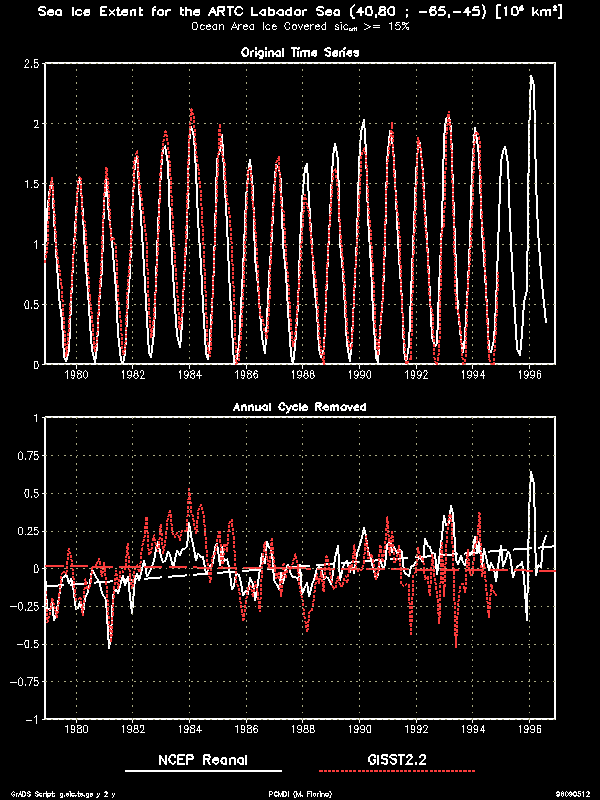 Sea Ice Extent for the ARTC Labador Sea (40,80 ; -65,-45) [10⁶ km²]
Ocean Area Ice Covered sic >= 15%
Original Time Series
2.5
2
1.5
1
0.5
0
1980 1982 1984 1986 1988 1990 1992 1994 1996
Annual Cycle Removed
1
0.75
0.5
0.25
0
-0.25
-0.5
-0.75
-1
1980 1982 1984 1986 1988 1990 1992 1994 1996
NCEP Reanal GISST2.2
GrADS Script: PCMDI (M. Fiorino) 98090512